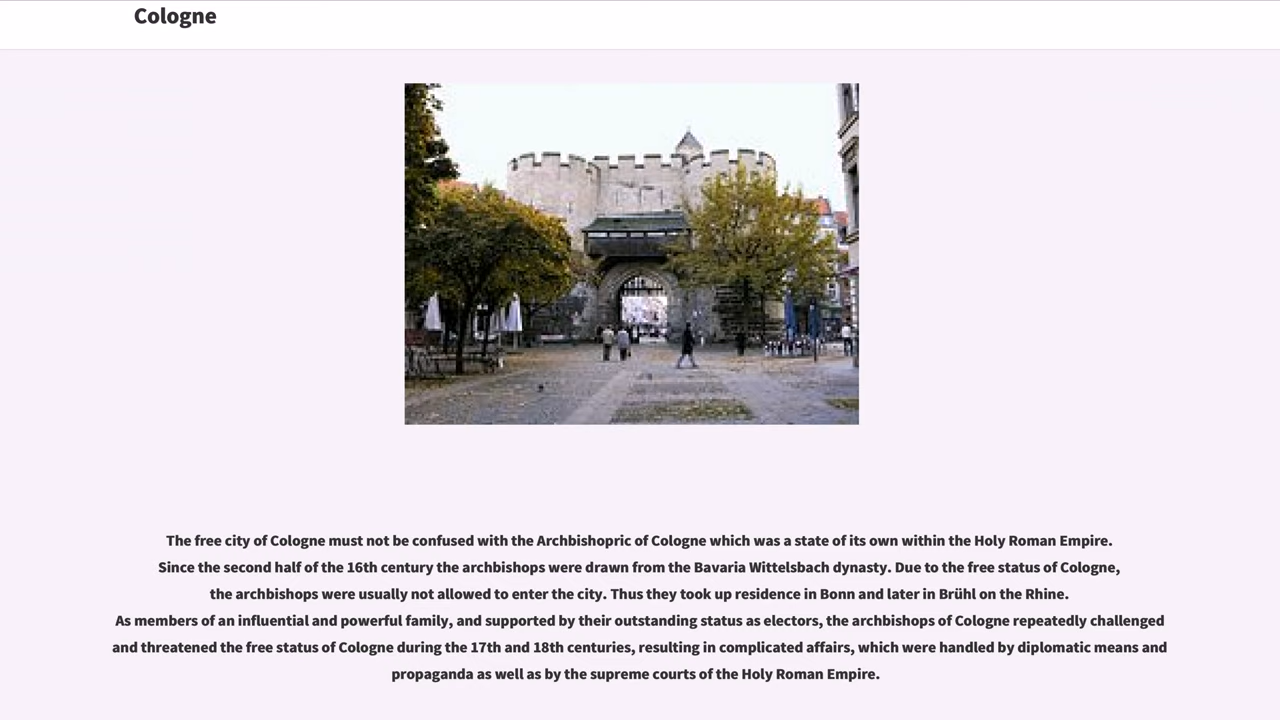 Cologne
The free city of Cologne must not be confused with the Archbishopric of Cologne which was a state of its own within the Holy Roman Empire.
Since the second half of the 16th century the archbishops were drawn from the Bavaria Wittelsbach dynasty. Due to the free status of Cologne,
the archbishops were usually not allowed to enter the city. Thus they took up residence in Bonn and later in Brühl on the Rhine.
As members of an influential and powerful family, and supported by their outstanding status as electors, the archbishops of Cologne repeatedly challenged
and threatened the free status of Cologne during the 17th and 18th centuries, resulting in complicated affairs, which were handled by diplomatic means and
propaganda as well as by the supreme courts of the Holy Roman Empire.